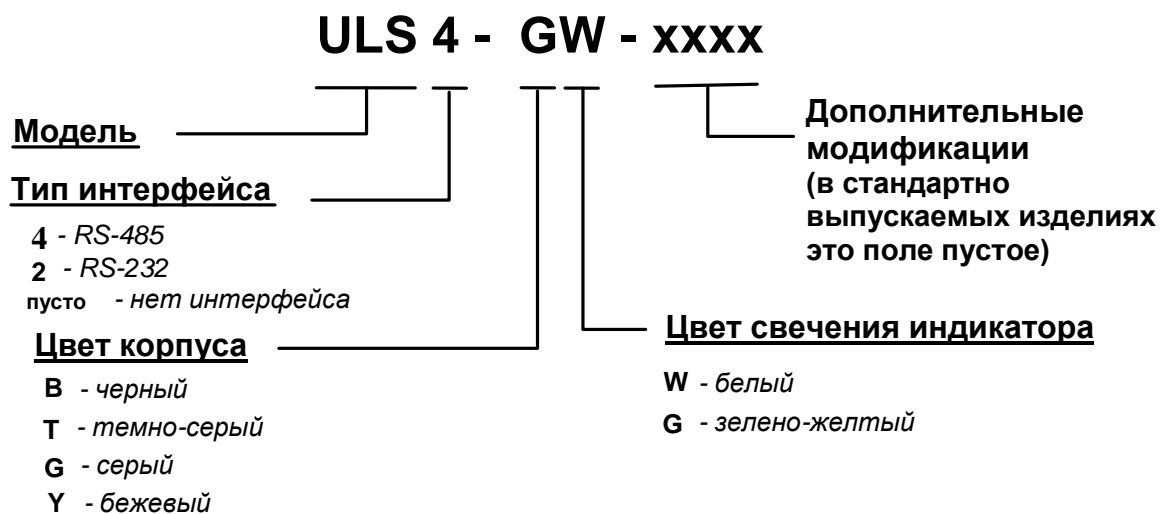 ULS 4 - GW - xxxx
Модель
Тип интерфейса
4 - RS-485
2 - RS-232
пусто - нет интерфейса
Цвет корпуса
B - черный
T - темно-серый
G - серый
Y - бежевый
Дополнительные
модификации
(в стандартно
выпускаемых изделиях
это поле пустое)
Цвет свечения индикатора
W - белый
G - зелено-желтый